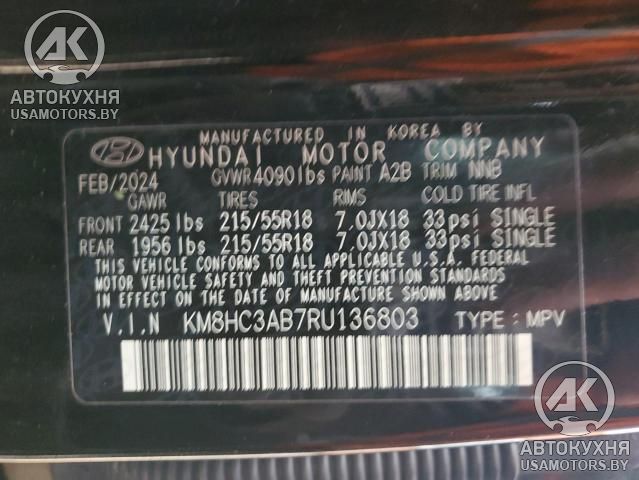 АВТОКУХНЯ
USAMOTORS.BY
MANUFACTURED IN KOREA BY
HYUNDAI MOTOR COMPANY
FEB/2024 GVWR 4090lbs PAINT A2B TRIM NNB
GAWR TIRES RIMS COLD TIRE INFL
FRONT 2425 lbs 215/55R18 7.0JX18 33psi SINGLE
REAR 1956 lbs 215/55R18 7.0JX18 33psi SINGLE
THIS VEHICLE CONFORMS TO ALL APPLICABLE U.S.A. FEDERAL
MOTOR VEHICLE SAFETY AND THEFT PREVENTION STANDARDS
IN EFFECT ON THE DATE OF MANUFACTURE SHOWN ABOVE.
V.I.N KM8HC3AB7RU136803 TYPE : MPV
АВТОКУХНЯ
USAMOTORS.BY